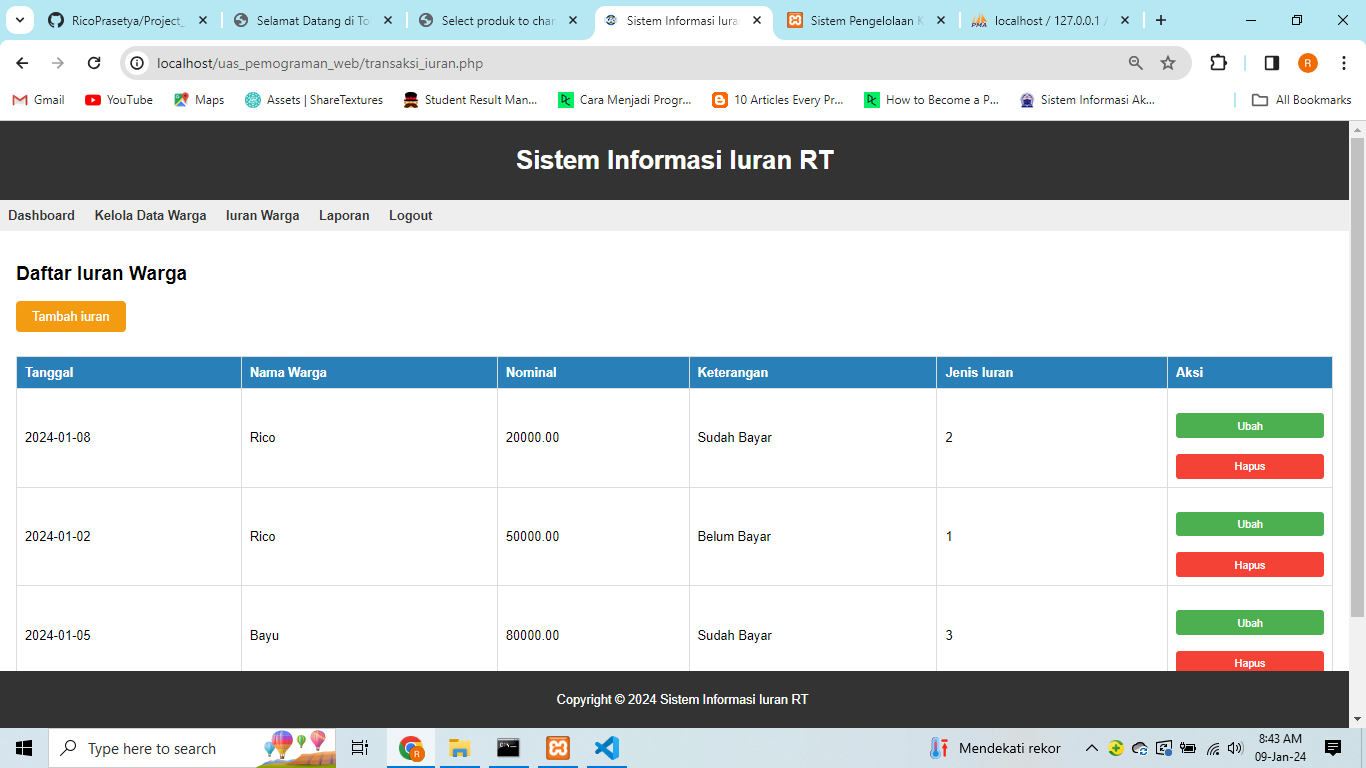 RicoPrasetya/Project_
Selamat Datang di To
Select produk to char
Sistem Informasi Iura
Sistem Pengelolaan K
localhost / 127.0.0.1 /
localhost/uas_pemograman_web/transaksi_iuran.php
R
Gmail
YouTube
Maps
Assets | ShareTextures
Student Result Man...
Cara Menjadi Progr...
10 Articles Every Pr...
How to Become a P...
Sistem Informasi Ak...
All Bookmarks
Sistem Informasi Iuran RT
Dashboard Kelola Data Warga Iuran Warga Laporan Logout
Daftar Iuran Warga
Tambah iuran
Tanggal Nama Warga Nominal Keterangan Jenis Iuran Aksi
2024-01-08 Rico 20000.00 Sudah Bayar 2 Ubah
Hapus
2024-01-02 Rico 50000.00 Belum Bayar 1 Ubah
Hapus
2024-01-05 Bayu 80000.00 Sudah Bayar 3 Ubah
Hapus
Copyright © 2024 Sistem Informasi Iuran RT
Type here to search
Mendekati rekor
8:43 AM
09-Jan-24